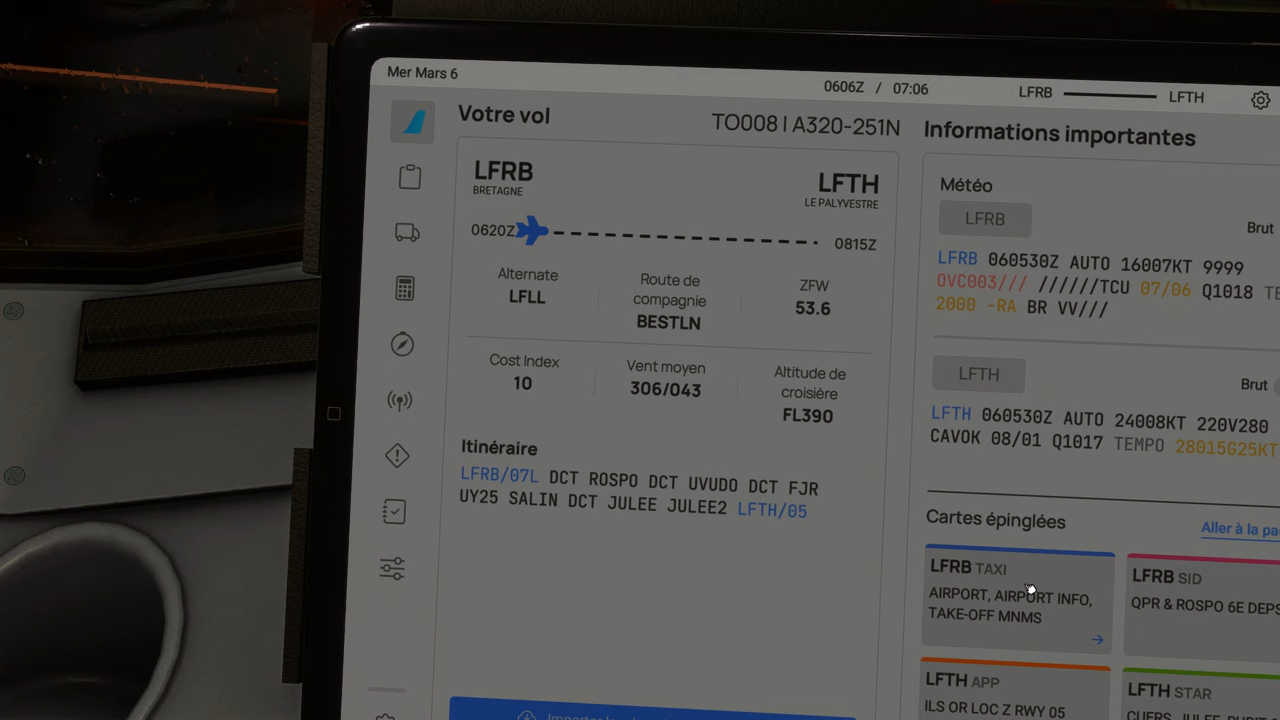 Mer Mars 6
0606Z / 07:06
LFRB LFTH
Votre vol
TO008 | A320-251N
LFRB
BRETAGNE
LFTH
LE PALYVESTRE
0620Z
0815Z
Alternate
LFLL
Route de
compagnie
BESTLN
ZFW
53.6
Cost Index
10
Vent moyen
306/043
Altitude de
croisière
FL390
Itinéraire
LFRB/07L DCT ROSPO DCT UVUDO DCT FJR
UY25 SALIN DCT JULEE JULEE2 LFTH/05
Informations importantes
Météo
LFRB
Brut
LFRB 060530Z AUTO 16007KT 9999
OVC003/// //////TCU 07/06 Q1018 TE
2000 -RA BR VV///
LFTH
Brut
LFTH 060530Z AUTO 24008KT 220V280
CAVOK 08/01 Q1017 TEMPO 28015G25KT
Cartes épinglées
Aller à la pa
LFRB TAXI
AIRPORT, AIRPORT INFO,
TAKE-OFF MNMS
LFRB SID
QPR & ROSPO 6E DEPS
LFTH APP
ILS OR LOC Z RWY 05
LFTH STAR